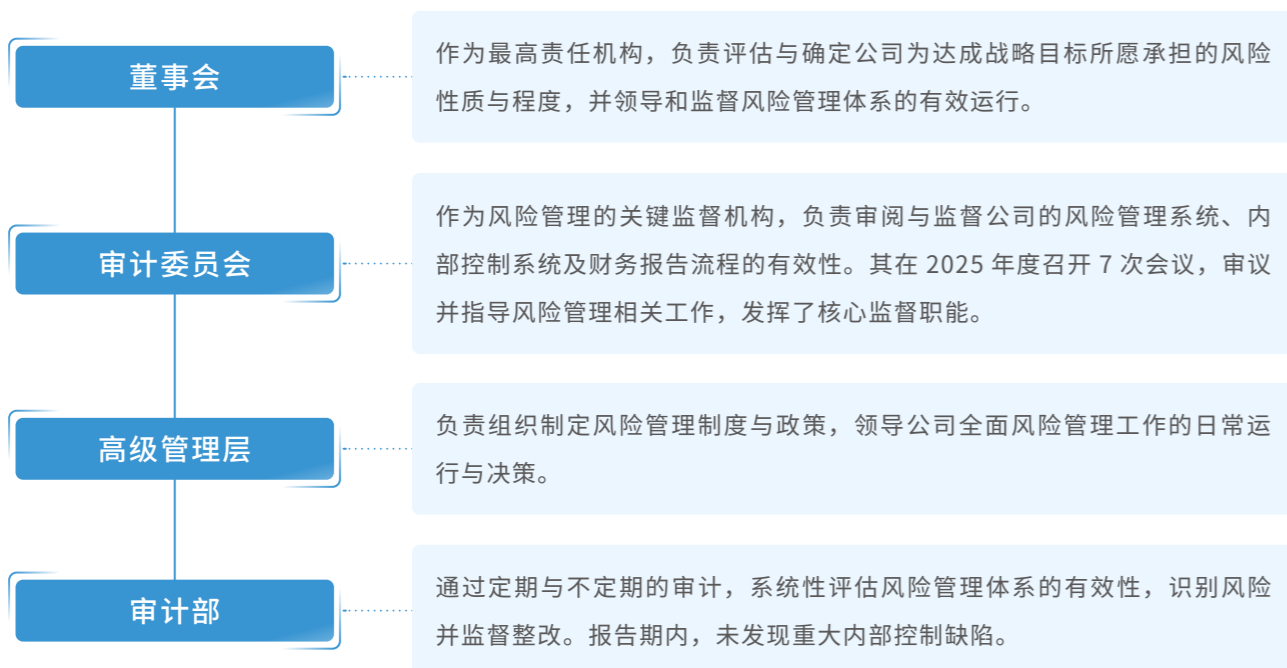 董事会
作为最高责任机构，负责评估与确定公司为达成战略目标所愿承担的风险
性质与程度，并领导和监督风险管理体系的有效运行。
审计委员会
作为风险管理的关键监督机构，负责审阅与监督公司的风险管理系统、内
部控制系统及财务报告流程的有效性。其在 2025 年度召开 7 次会议，审议
并指导风险管理相关工作，发挥了核心监督职能。
高级管理层
负责组织制定风险管理制度与政策，领导公司全面风险管理工作的日常运
行与决策。
审计部
通过定期与不定期的审计，系统性评估风险管理体系的有效性，识别风险
并监督整改。报告期内，未发现重大内部控制缺陷。